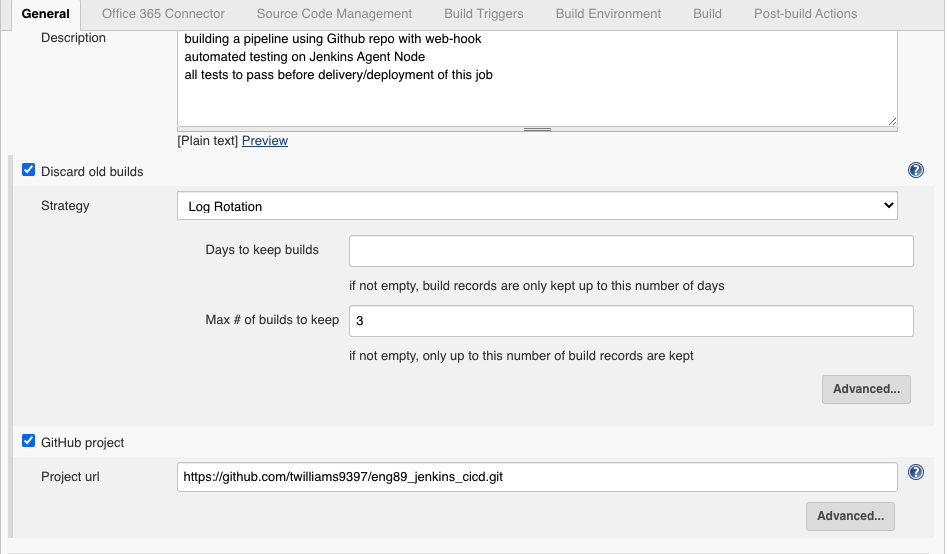 General Office 365 Connector Source Code Management Build Triggers Build Environment Build Post-build Actions
Description
building a pipeline using Github repo with web-hook
automated testing on Jenkins Agent Node
all tests to pass before delivery/deployment of this job
[Plain text] Preview
Discard old builds
Strategy Log Rotation
Days to keep builds
if not empty, build records are only kept up to this number of days
Max # of builds to keep 3
if not empty, only up to this number of build records are kept
Advanced...
GitHub project
Project url https://github.com/twilliams9397/eng89_jenkins_cicd.git
Advanced...